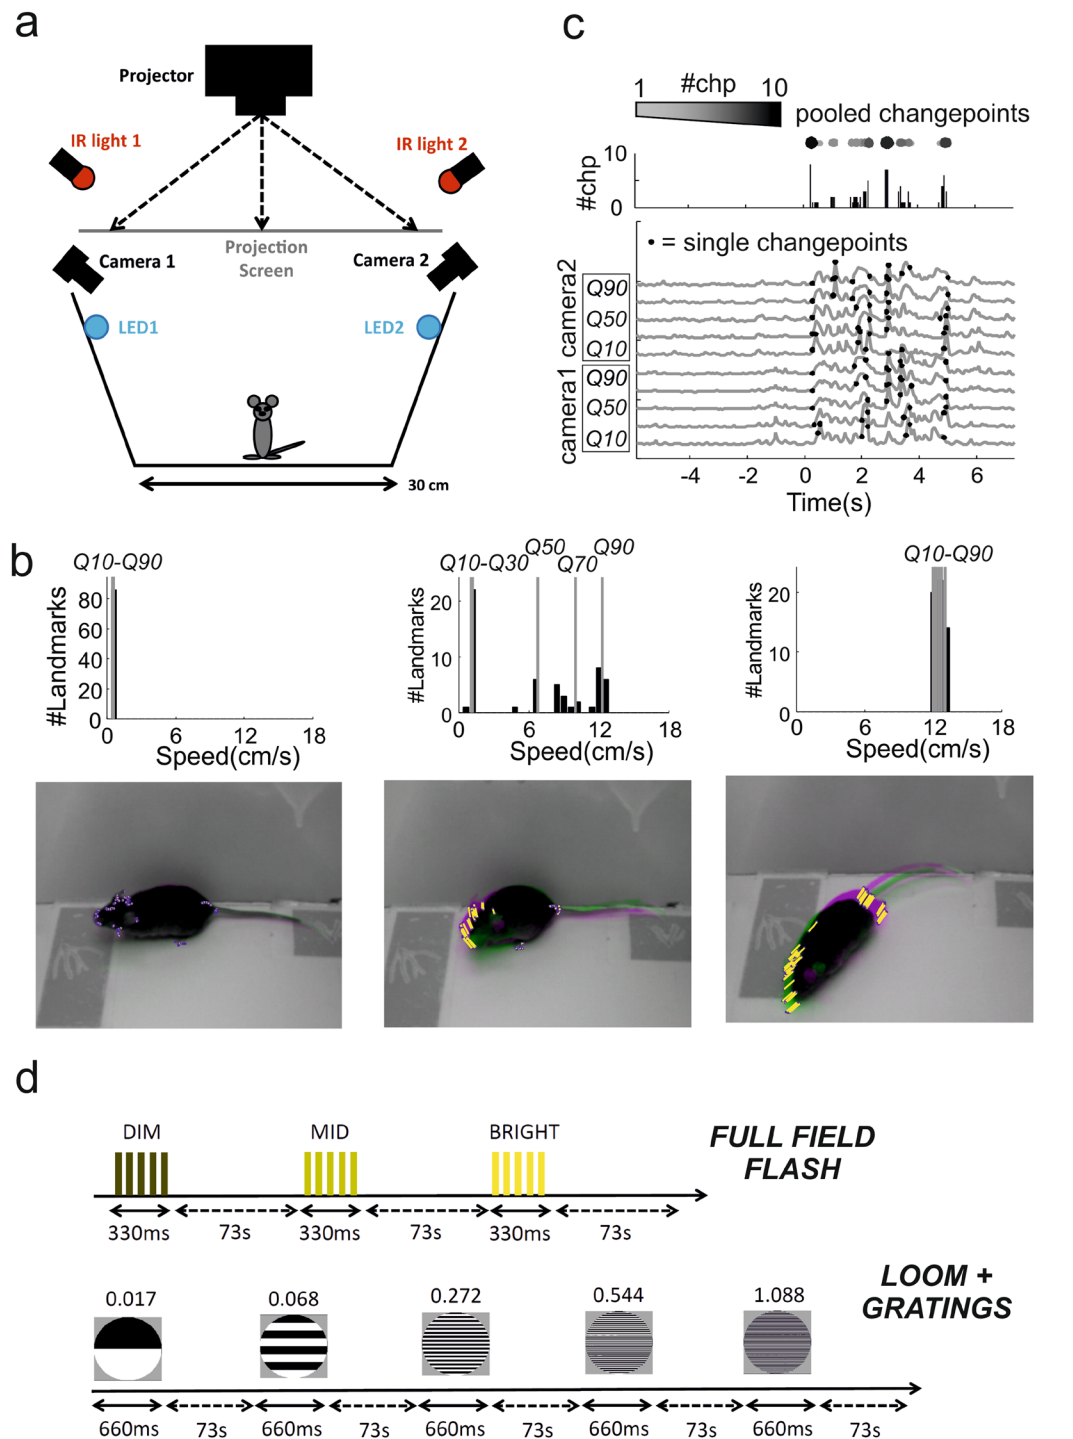 a
Projector
IR light 1
IR light 2
Projection
Screen
Camera 1
Camera 2
LED1
LED2
30 cm
c
#chp
1
10
pooled changepoints
10
#chp
0
• = single changepoints
camera2
Q90
Q50
Q10
camera1
Q90
Q50
Q10
-4 -2 0 2 4 6
Time(s)
b
Q10-Q90
#Landmarks
80
60
40
20
0
0 6 12 18
Speed(cm/s)
Q10-Q30
Q50
Q70
Q90
#Landmarks
20
10
0
0 6 12 18
Speed(cm/s)
Q10-Q90
#Landmarks
20
10
0
0 6 12 18
Speed(cm/s)
d
DIM MID BRIGHT
FULL FIELD
FLASH
330ms 73s 330ms 73s 330ms 73s
LOOM +
GRATINGS
0.017 0.068 0.272 0.544 1.088
660ms 73s 660ms 73s 660ms 73s 660ms 73s 660ms 73s